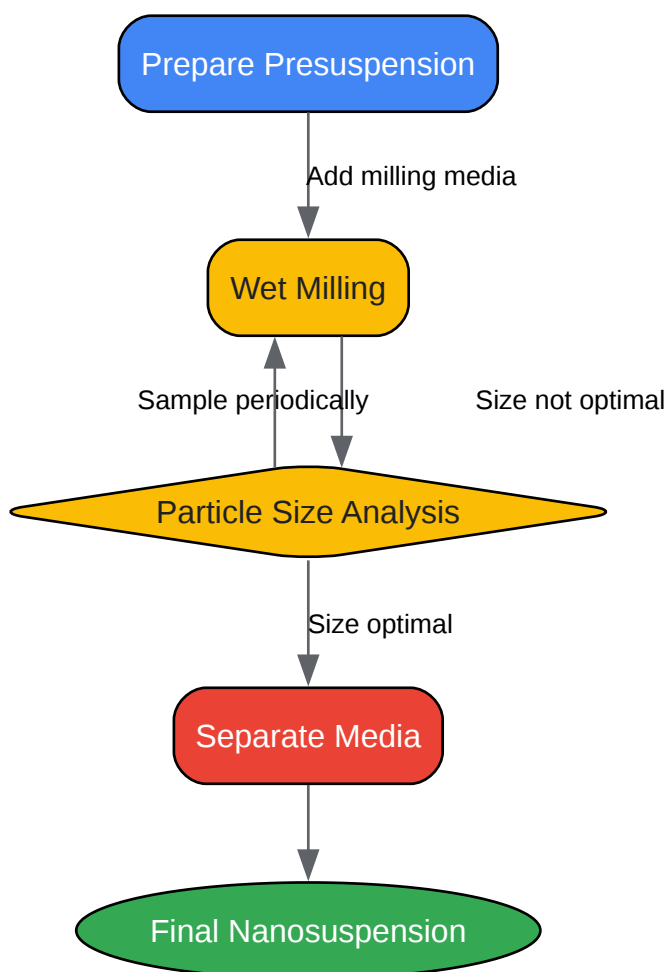 Prepare Presuspension
Add milling media
Wet Milling
Sample periodically
Size not optimal
Particle Size Analysis
Size optimal
Separate Media
Final Nanosuspension